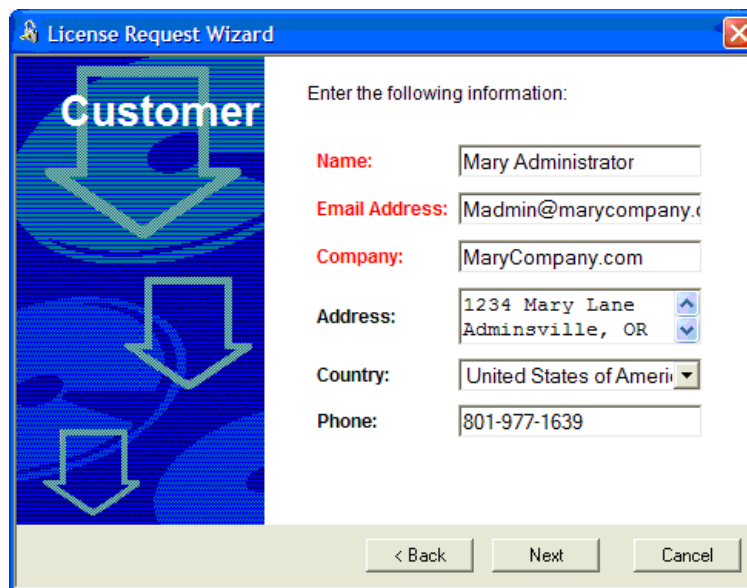 License Request Wizard
Customer
Enter the following information:
Name: Mary Administrator
Email Address: Madmin@marycompany.c
Company: MaryCompany.com
Address: 1234 Mary Lane
Adminsville, OR
Country: United States of Ameri
Phone: 801-977-1639
< Back Next Cancel